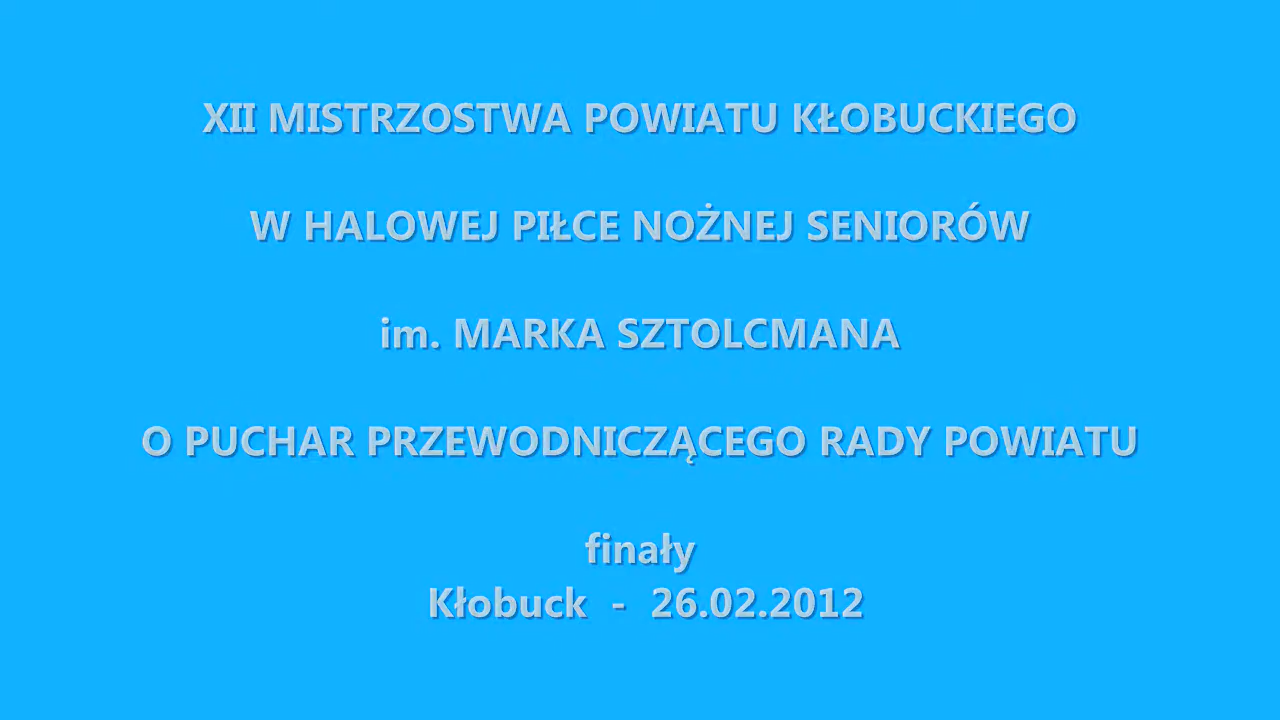 XII MISTRZOSTWA POWIATU KŁOBUCKIEGO
W HALOWEJ PIŁCE NOŻNEJ SENIORÓW
im. MARKA SZTOLCMANA
O PUCHAR PRZEWODNICZĄCEGO RADY POWIATU
finały
Kłobuck - 26.02.2012